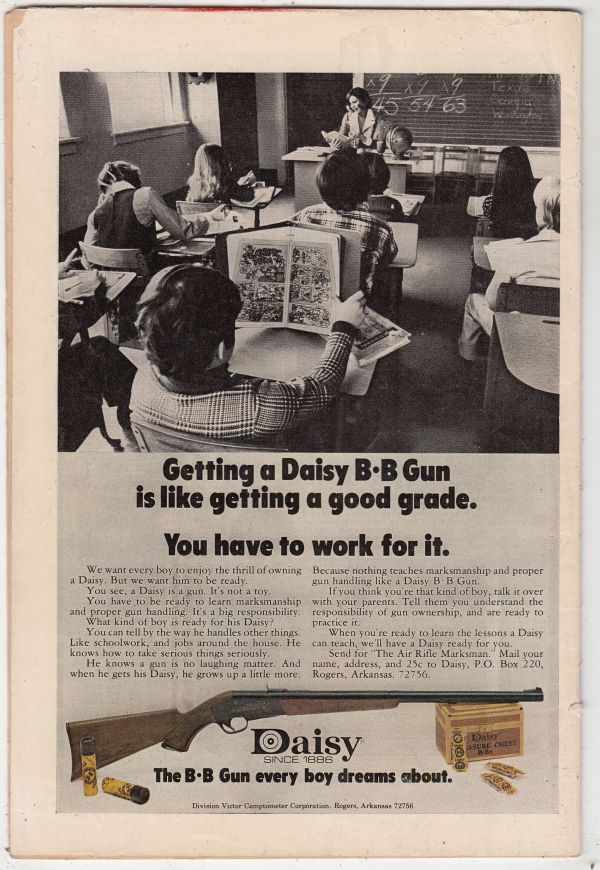 x9 x9 x9
45 54 63
Texas
Georgia
Washington
Getting a Daisy B·B Gun
is like getting a good grade.
You have to work for it.
We want every boy to enjoy the thrill of owning
a Daisy. But we want him to be ready.
You see, a Daisy is a gun. It's not a toy.
You have to be ready to learn marksmanship
and proper gun handling. It's a big responsibility.
What kind of boy is ready for his Daisy?
You can tell by the way he handles other things.
Like schoolwork, and jobs around the house. He
knows how to take serious things seriously.
He knows a gun is no laughing matter. And
when he gets his Daisy, he grows up a little more.
Because nothing teaches marksmanship and proper
gun handling like a Daisy B·B Gun.
If you think you're that kind of boy, talk it over
with your parents. Tell them you understand the
responsibility of gun ownership, and are ready to
practice it.
When you're ready to learn the lessons a Daisy
can teach, we'll have a Daisy ready for you.
Send for "The Air Rifle Marksman." Mail your
name, address, and 25c to Daisy, P.O. Box 220,
Rogers, Arkansas. 72756.
Daisy
ASURE CHEST
B·Bs
Daisy
SINCE 1886
The B·B Gun every boy dreams about.
Division Victor Comptometer Corporation. Rogers, Arkansas 72756